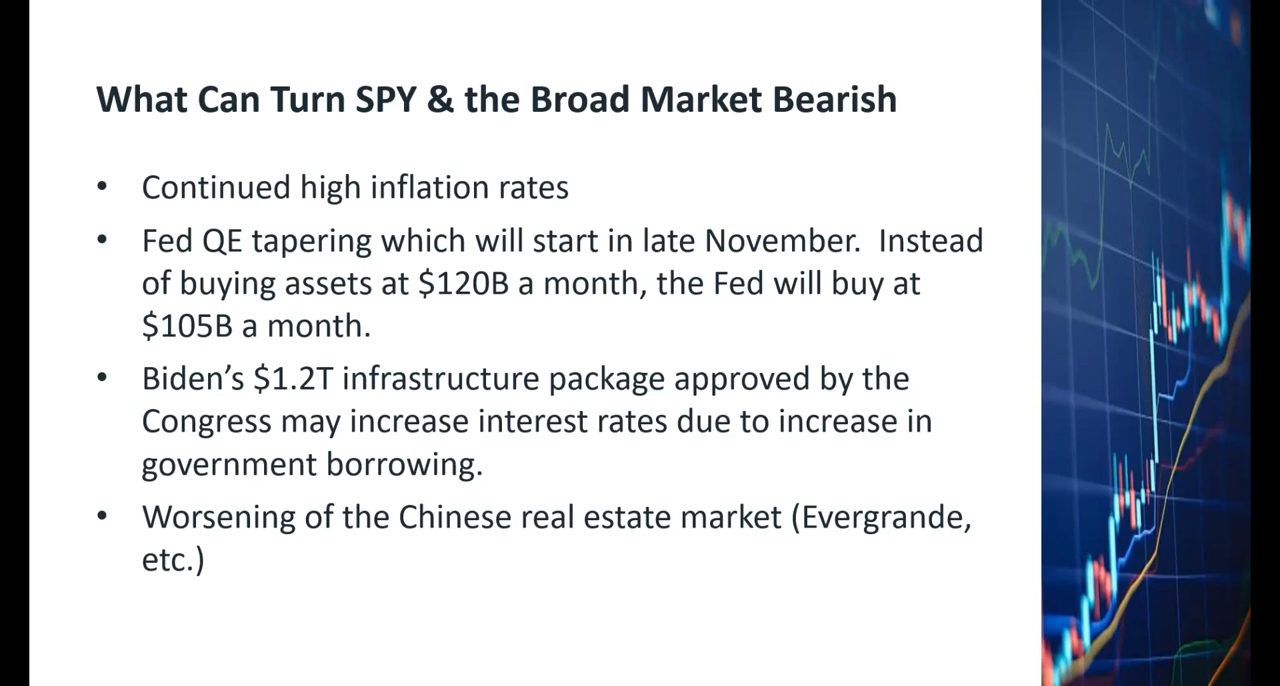 What Can Turn SPY & the Broad Market Bearish
• Continued high inflation rates
• Fed QE tapering which will start in late November.  Instead
of buying assets at $120B a month, the Fed will buy at
$105B a month.
• Biden’s $1.2T infrastructure package approved by the
Congress may increase interest rates due to increase in
government borrowing.
• Worsening of the Chinese real estate market (Evergrande,
etc.)